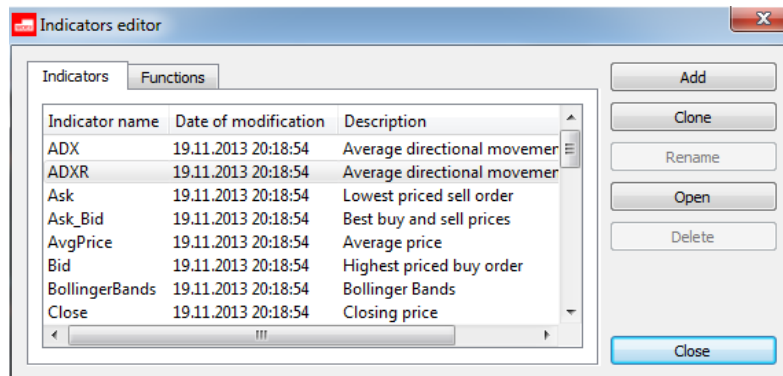 Indicators editor
Indicators Functions
Indicator name Date of modification Description
ADX 19.11.2013 20:18:54 Average directional movemen
ADXR 19.11.2013 20:18:54 Average directional movemen
Ask 19.11.2013 20:18:54 Lowest priced sell order
Ask_Bid 19.11.2013 20:18:54 Best buy and sell prices
AvgPrice 19.11.2013 20:18:54 Average price
Bid 19.11.2013 20:18:54 Highest priced buy order
BollingerBands 19.11.2013 20:18:54 Bollinger Bands
Close 19.11.2013 20:18:54 Closing price
Add
Clone
Rename
Open
Delete
Close